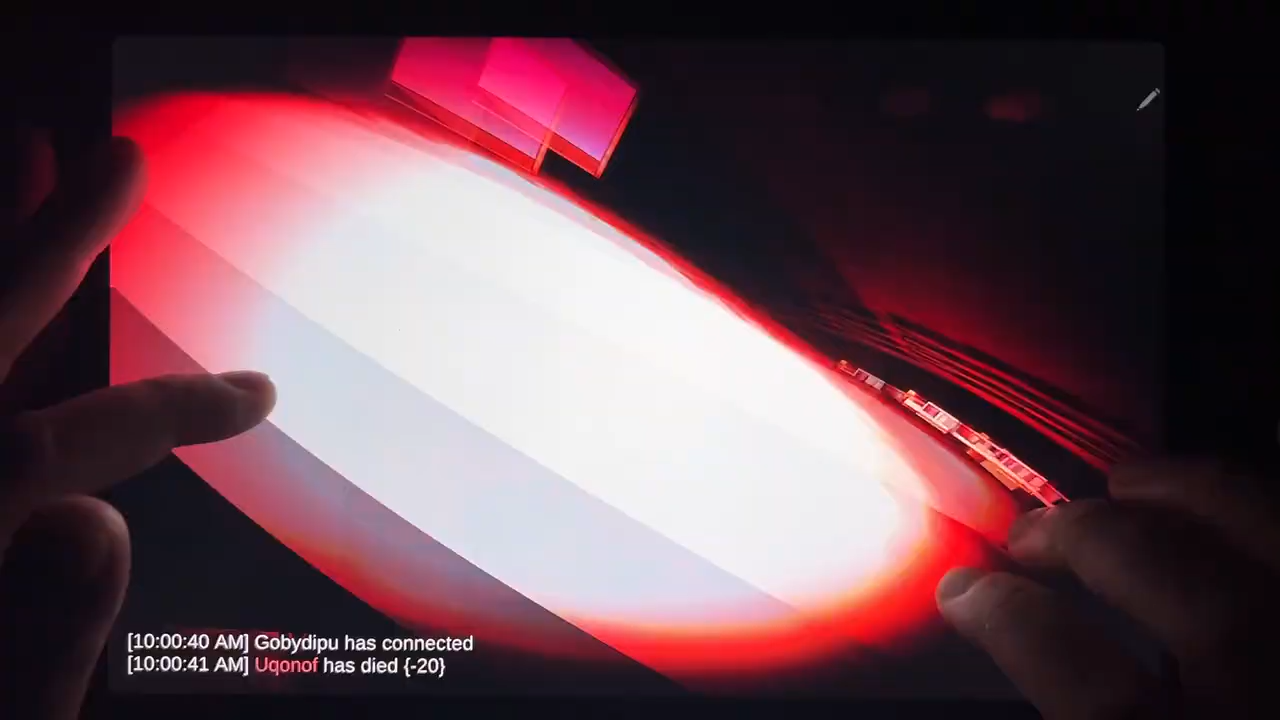 [10:00:40 AM] Gobydipu has connected
[10:00:41 AM] Uqonof has died {-20}